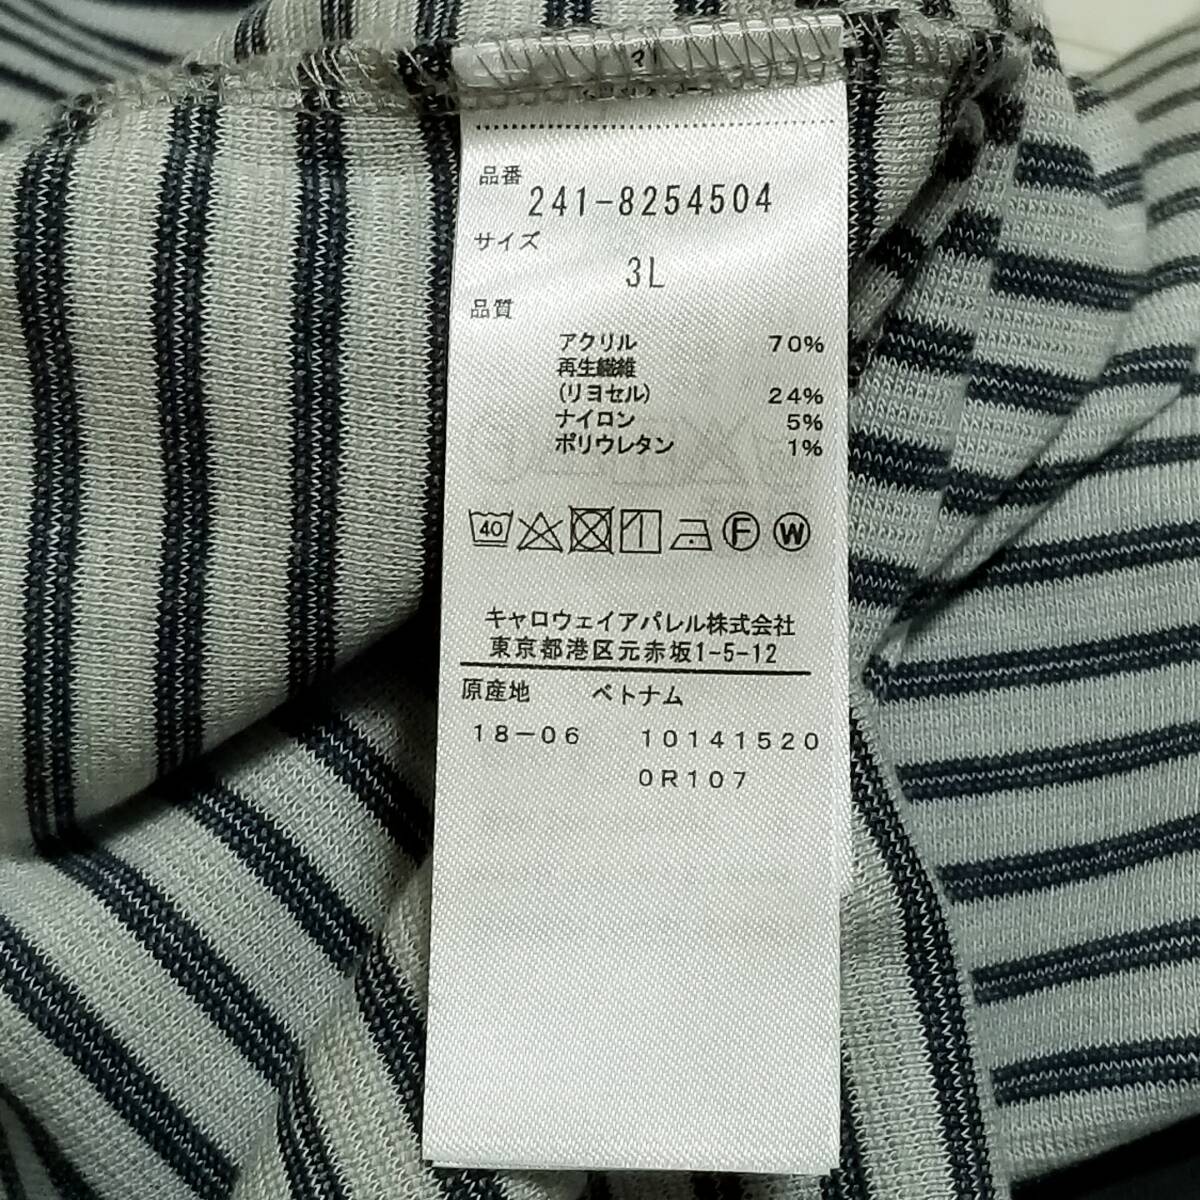 品番
241-8254504
サイズ
3L
品質
アクリル 70%
再生繊維
(リヨセル) 24%
ナイロン 5%
ポリウレタン 1%
40 F W
キャロウェイアパレル株式会社
東京都港区元赤坂1-5-12
原産地 ベトナム
18-06 10141520
0R107